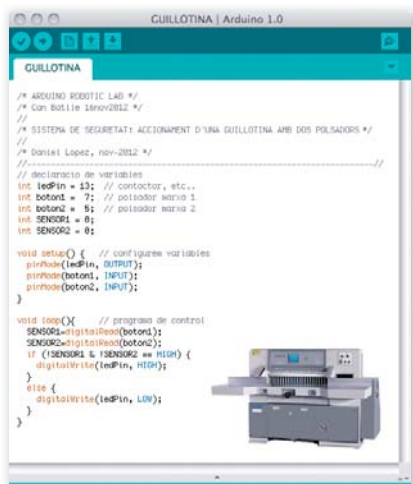 GUILLOTINA | Arduino 1.0
GUILLOTINA
/* ARDUINO ROBOTIC LAB */
/* Can Batlle 16nov2012 */
//
/* SISTEMA DE SEGURETAT: ACCIONAMENT D'UNA GUILLOTINA AMB DOS POLSADORS */
//
/* Daniel Lopez, nov-2012 */
//--------------------------------------------------------------------//
// declaracio de variables
int ledPin = 13; // contactor, etc..
int boton1 = 7; // polsador marxa 1
int boton2 = 5; // polsador marxa 2
int SENSOR1 = 0;
int SENSOR2 = 0;
void setup() { // configurem variables
pinMode(ledPin, OUTPUT);
pinMode(boton1, INPUT);
pinMode(boton2, INPUT);
}
void loop(){ // programa de control
SENSOR1=digitalRead(boton1);
SENSOR2=digitalRead(boton2);
if (!SENSOR1 & !SENSOR2 == HIGH) {
digitalWrite(ledPin, HIGH);
}
else {
digitalWrite(ledPin, LOW);
}
}